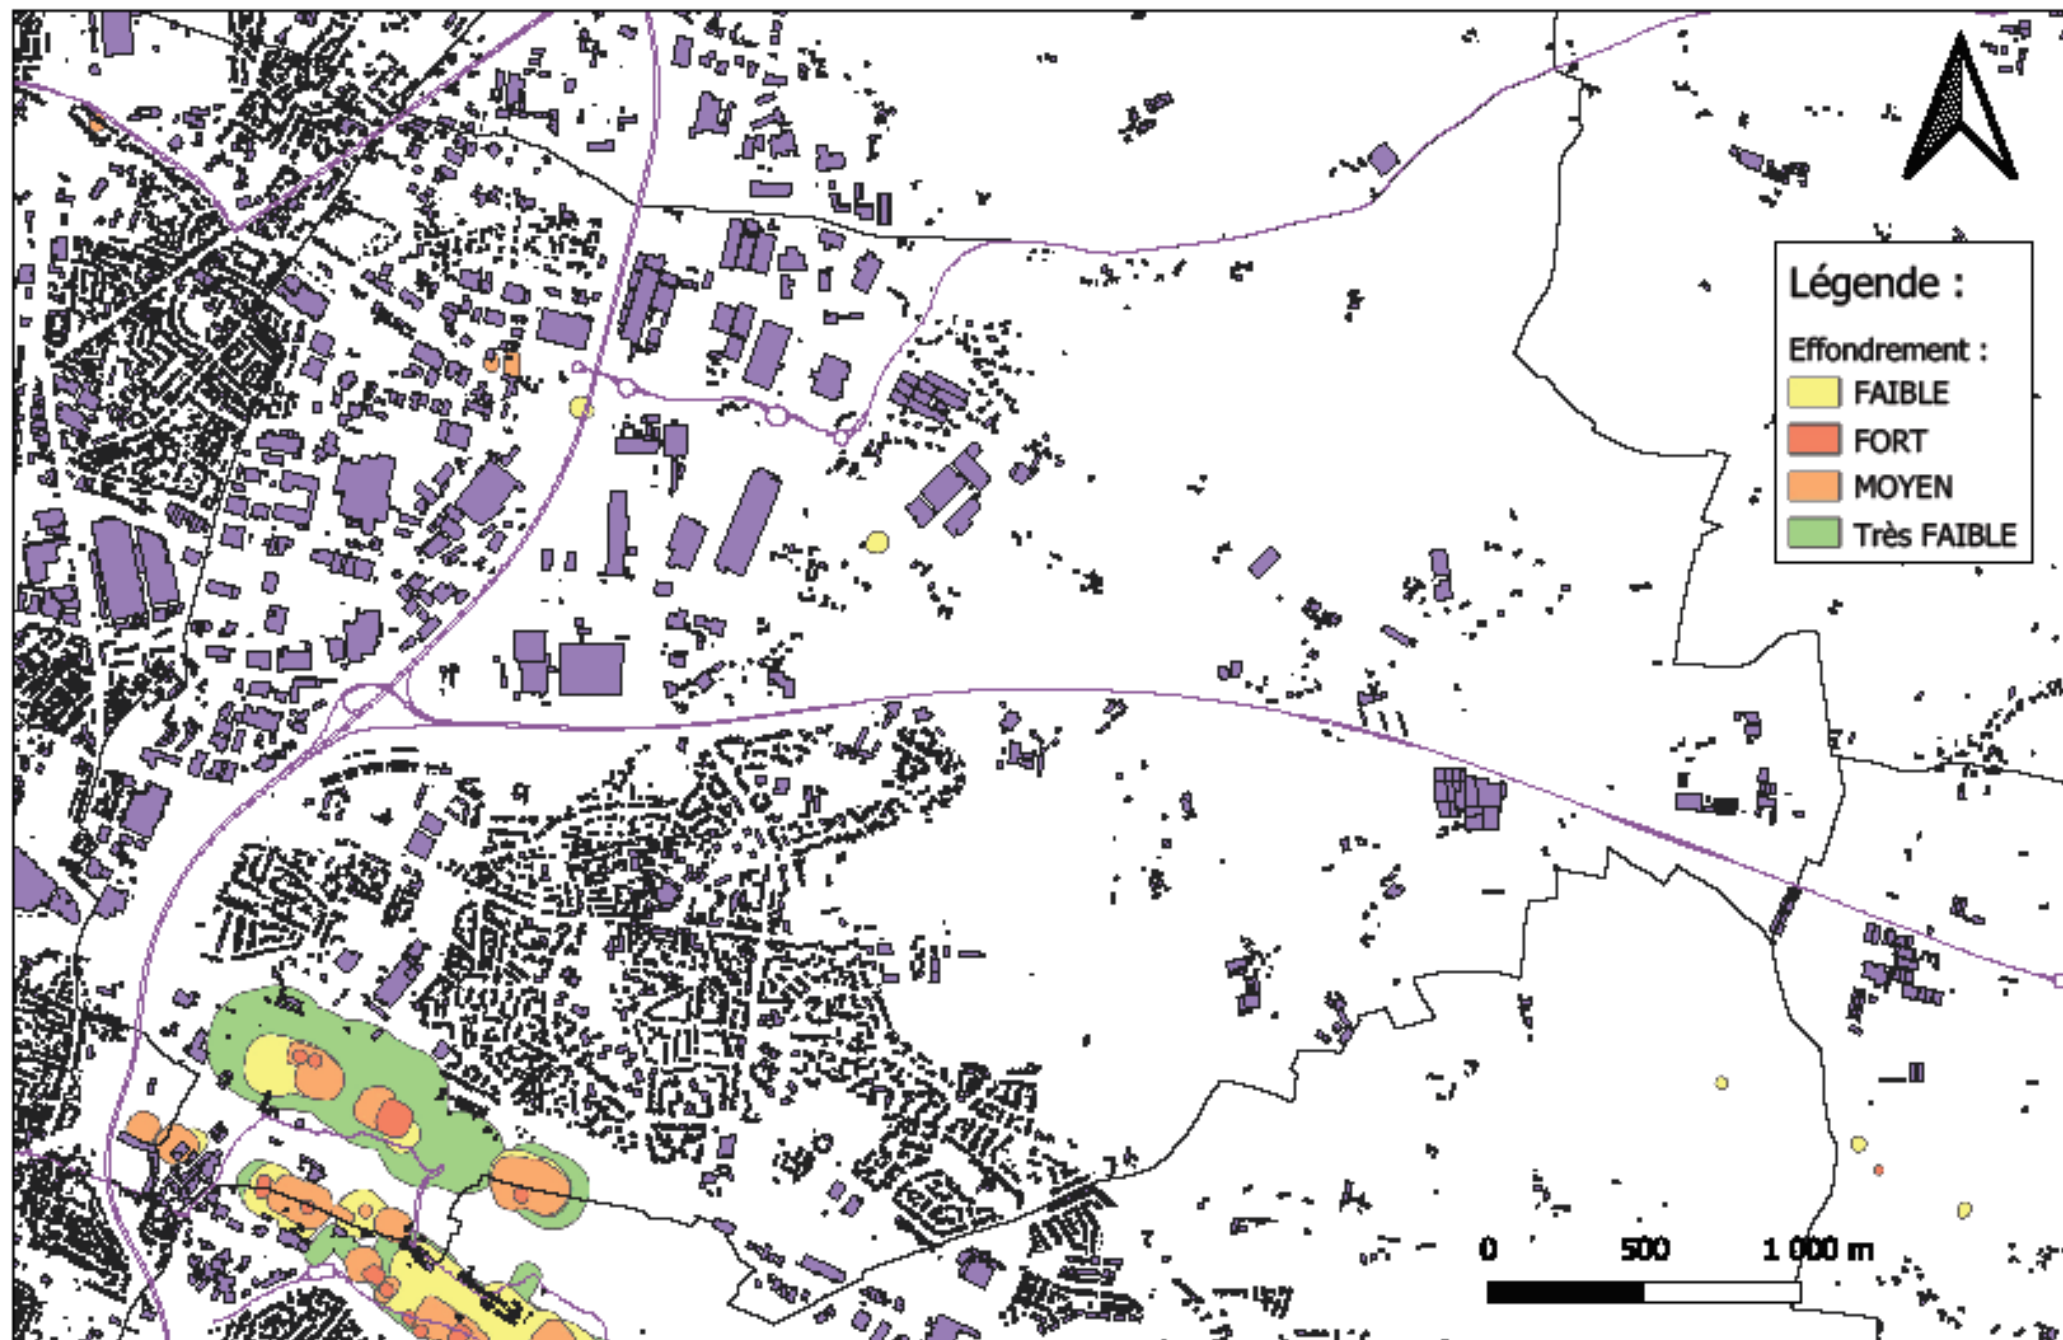 Légende :
Effondrement :
FAIBLE
FORT
MOYEN
Très FAIBLE
0 500 1 000 m